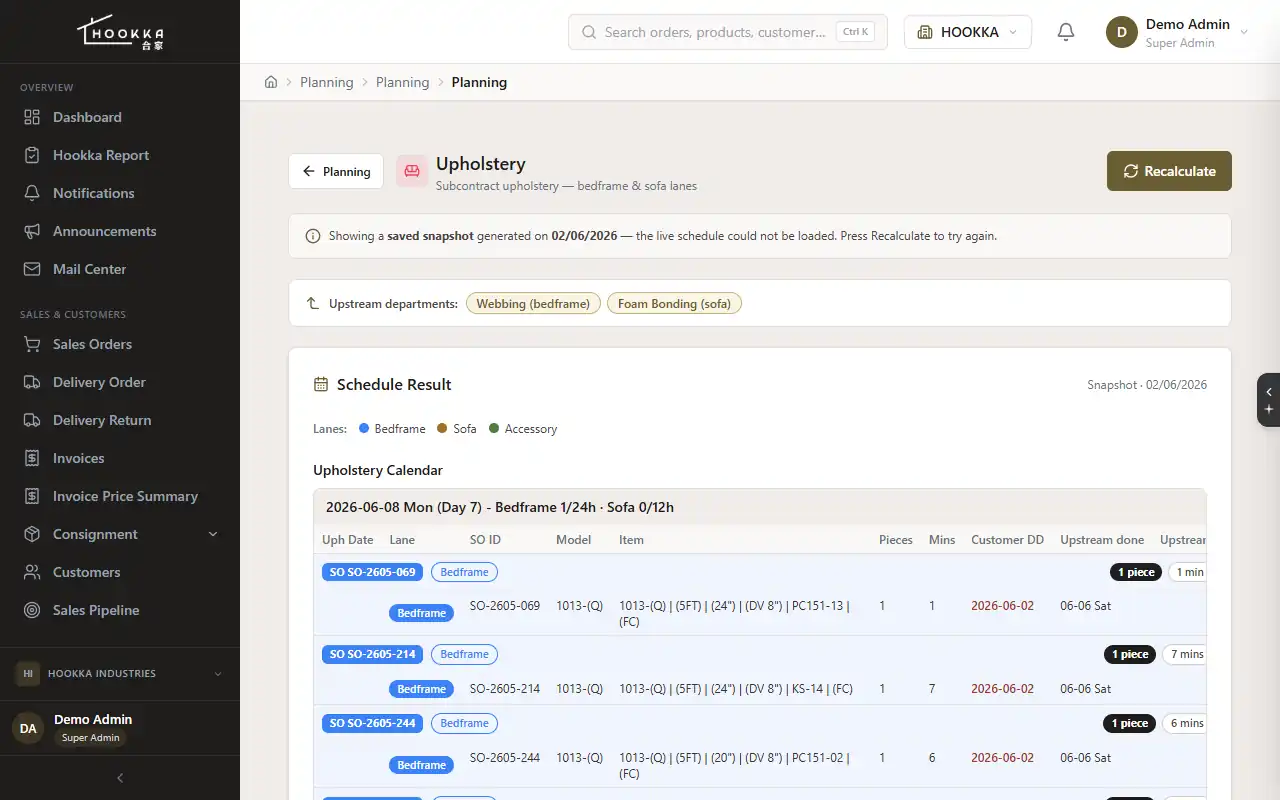 HOOKKA
合家
Search orders, products, customer...
Ctrl K
HOOKKA
D
Demo Admin
Super Admin
Planning
Planning
Planning
OVERVIEW
Dashboard
Hookka Report
Notifications
Announcements
Mail Center
SALES & CUSTOMERS
Sales Orders
Delivery Order
Delivery Return
Invoices
Invoice Price Summary
Consignment
Customers
Sales Pipeline
HI
HOOKKA INDUSTRIES
DA
Demo Admin
Super Admin
Planning
Upholstery
Subcontract upholstery — bedframe & sofa lanes
Recalculate
Showing a saved snapshot generated on 02/06/2026 — the live schedule could not be loaded. Press Recalculate to try again.
Upstream departments: Webbing (bedframe) Foam Bonding (sofa)
Schedule Result
Snapshot · 02/06/2026
Lanes: Bedframe Sofa Accessory
Upholstery Calendar
2026-06-08 Mon (Day 7) - Bedframe 1/24h · Sofa 0/12h
Uph Date Lane SO ID Model Item Pieces Mins Customer DD Upstream done Upstream
SO SO-2605-069 Bedframe 1 piece 1 min
Bedframe SO-2605-069 1013-(Q) 1013-(Q) | (5FT) | (24") | (DV 8") | PC151-13 | 1 1 2026-06-02 06-06 Sat
(FC)
SO SO-2605-214 Bedframe 1 piece 7 mins
Bedframe SO-2605-214 1013-(Q) 1013-(Q) | (5FT) | (24") | (DV 8") | KS-14 | (FC) 1 7 2026-06-02 06-06 Sat
SO SO-2605-244 Bedframe 1 piece 6 mins
Bedframe SO-2605-244 1013-(Q) 1013-(Q) | (5FT) | (20") | (DV 8") | PC151-02 | 1 6 2026-06-02 06-06 Sat
(FC)